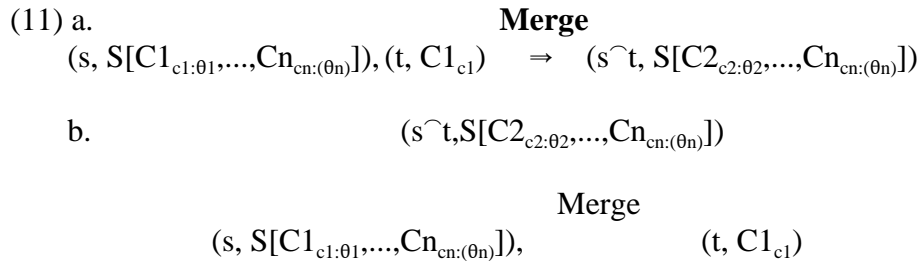 (11) a. Merge
(s, S[C1c1:θ1,...,Cncn:(θn)]), (t, C1c1) ⇒ (s⁀t, S[C2c2:θ2,...,Cncn:(θn)])
b. (s⁀t,S[C2c2:θ2,...,Cncn:(θn)])
Merge
(s, S[C1c1:θ1,...,Cncn:(θn)]), (t, C1c1)